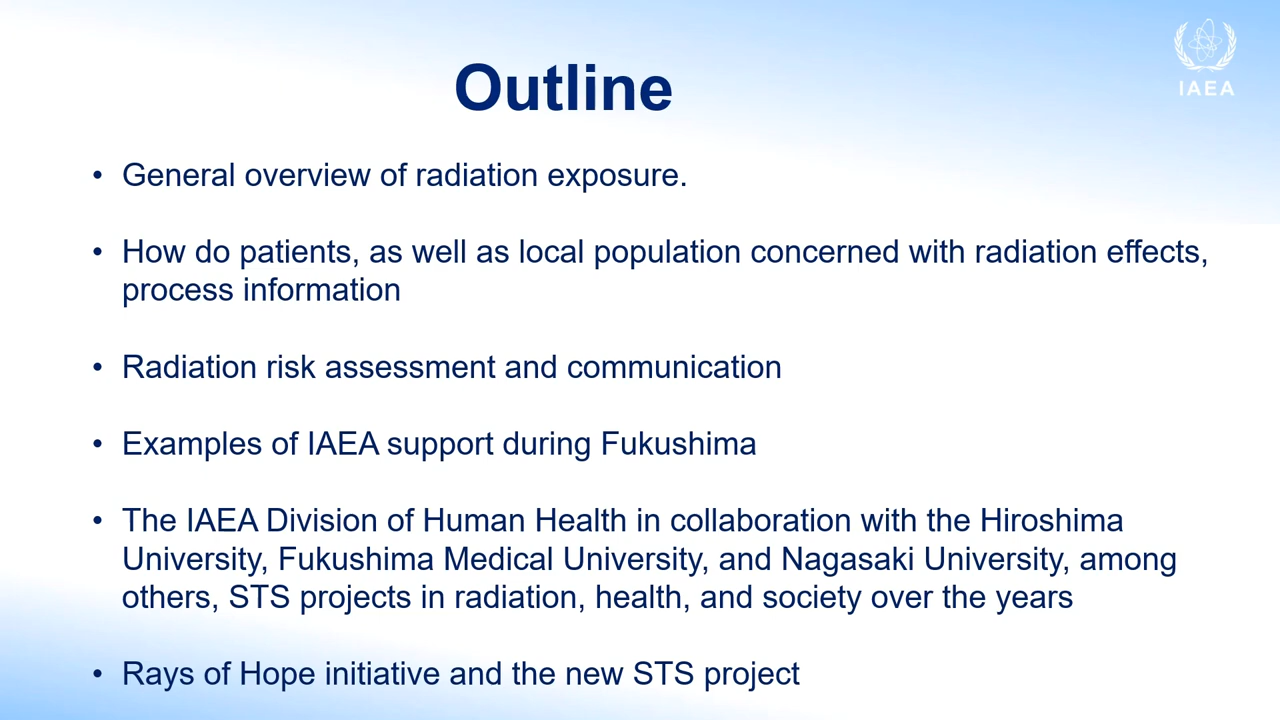 IAEA
Outline
• General overview of radiation exposure.
• How do patients, as well as local population concerned with radiation effects,
process information
• Radiation risk assessment and communication
• Examples of IAEA support during Fukushima
• The IAEA Division of Human Health in collaboration with the Hiroshima
University, Fukushima Medical University, and Nagasaki University, among
others, STS projects in radiation, health, and society over the years
• Rays of Hope initiative and the new STS project